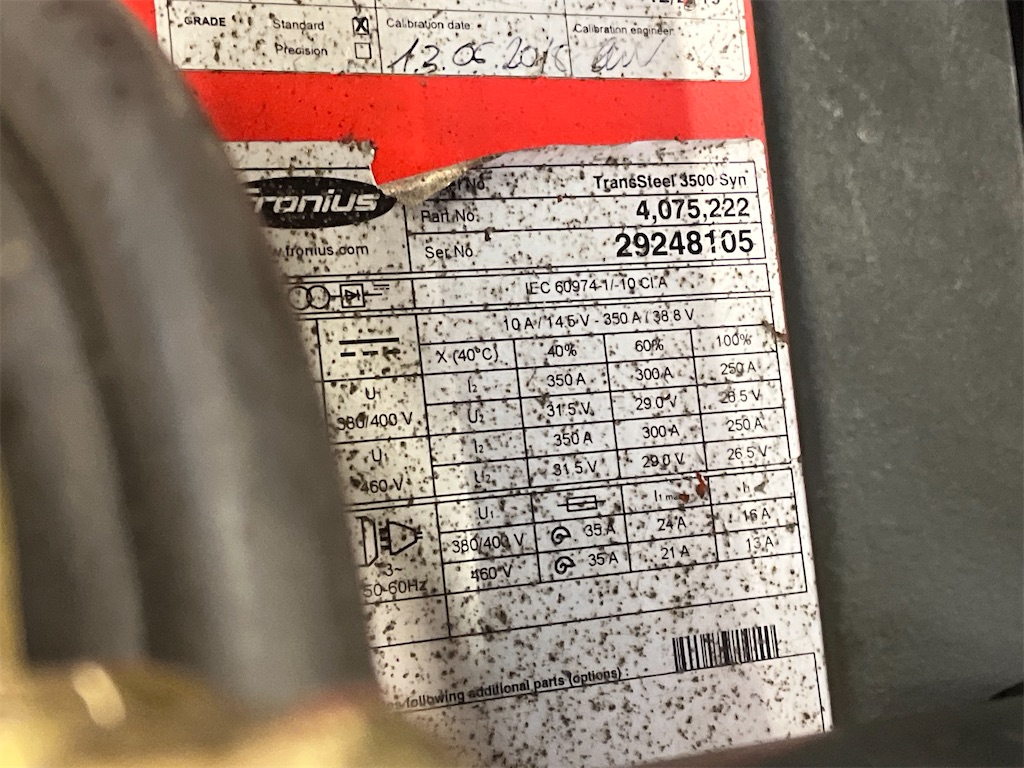 GRADE Standard Calibration date Calibration engineer
Precision 13.06.2018
TransSteel 3500 Syn
fronius Part No. 4,075,222
fronius.com Ser.No. 29248105
IEC 60974-1/-10 Cl.A
10 A / 14.5 V - 350 A / 38.8 V
X (40°C) 40% 60% 100%
U1 I2 350 A 300 A 250 A
380/400 V U2 31.5 V 29.0 V 26.5 V
U1 I2 350 A 300 A 250 A
460 V U2 31.5 V 29.0 V 26.5 V
U1 I1
380/400 V 35 A 24 A 16 A
3~ 460 V 35 A 21 A 13 A
50-60Hz
following additional parts (options) :